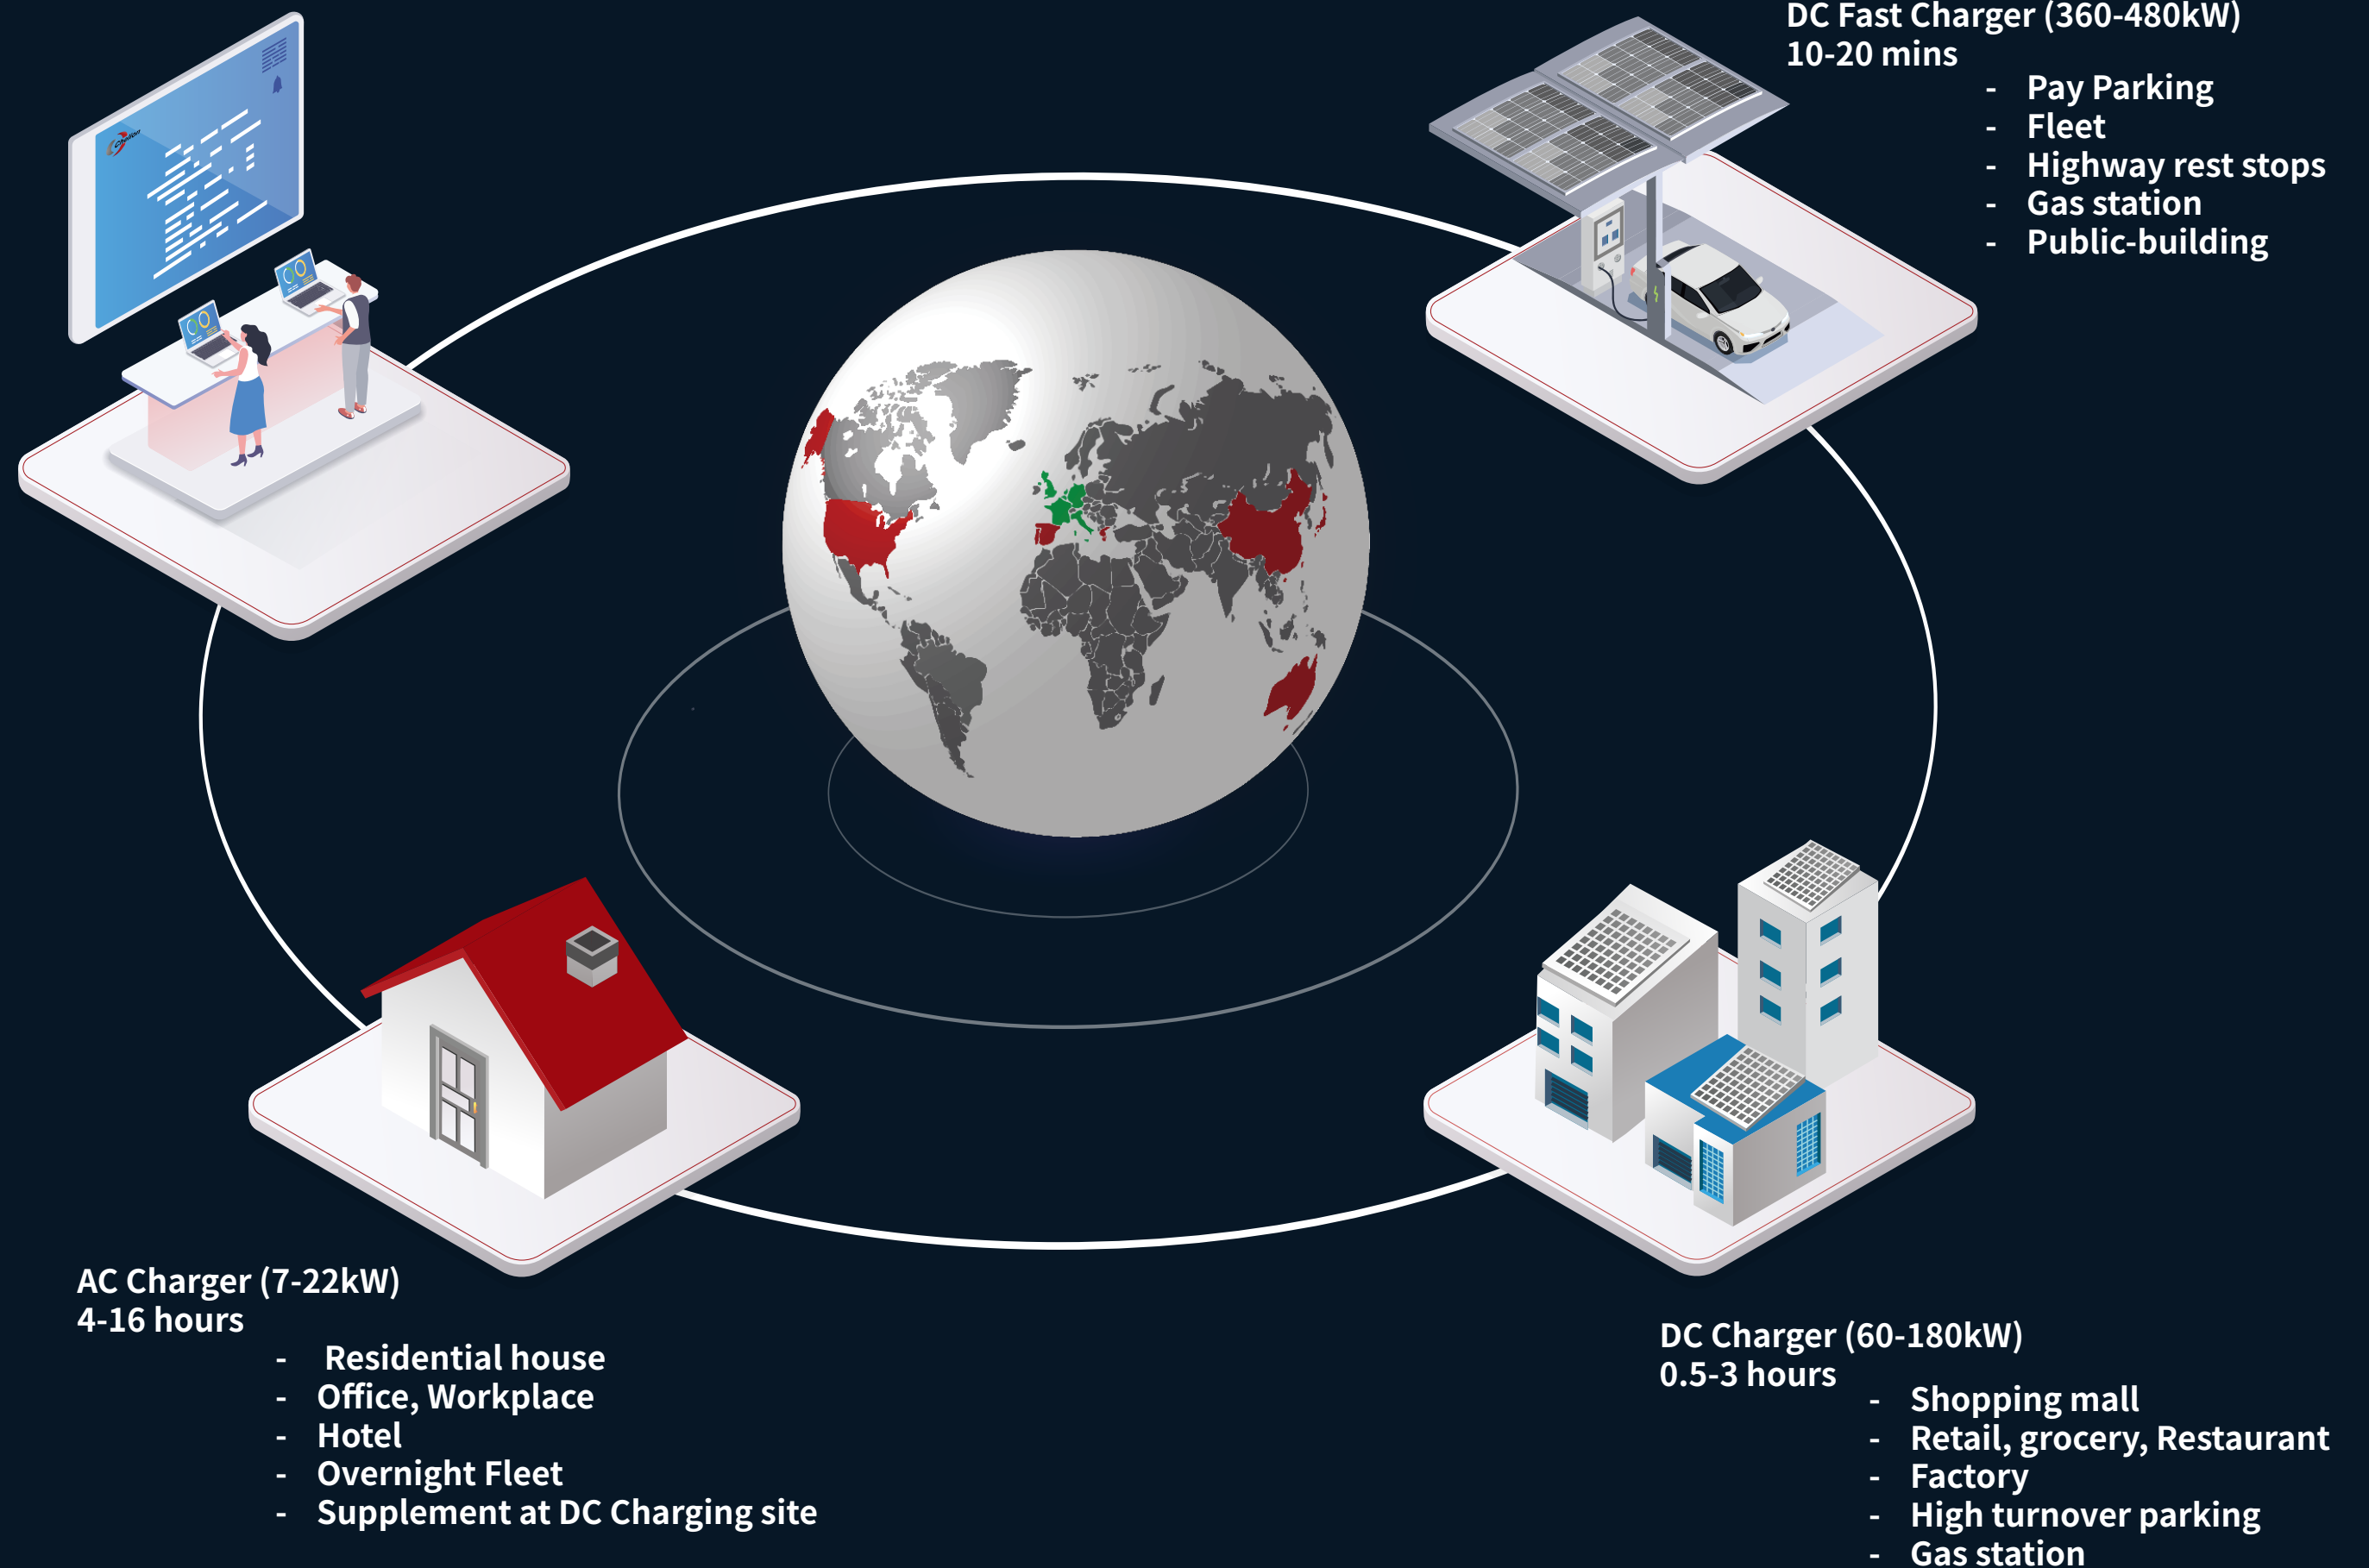 DC Fast Charger (360-480kW)
10-20 mins
- Pay Parking
- Fleet
- Highway rest stops
- Gas station
- Public-building
AC Charger (7-22kW)
4-16 hours
- Residential house
- Office, Workplace
- Hotel
- Overnight Fleet
- Supplement at DC Charging site
DC Charger (60-180kW)
0.5-3 hours
- Shopping mall
- Retail, grocery, Restaurant
- Factory
- High turnover parking
- Gas station